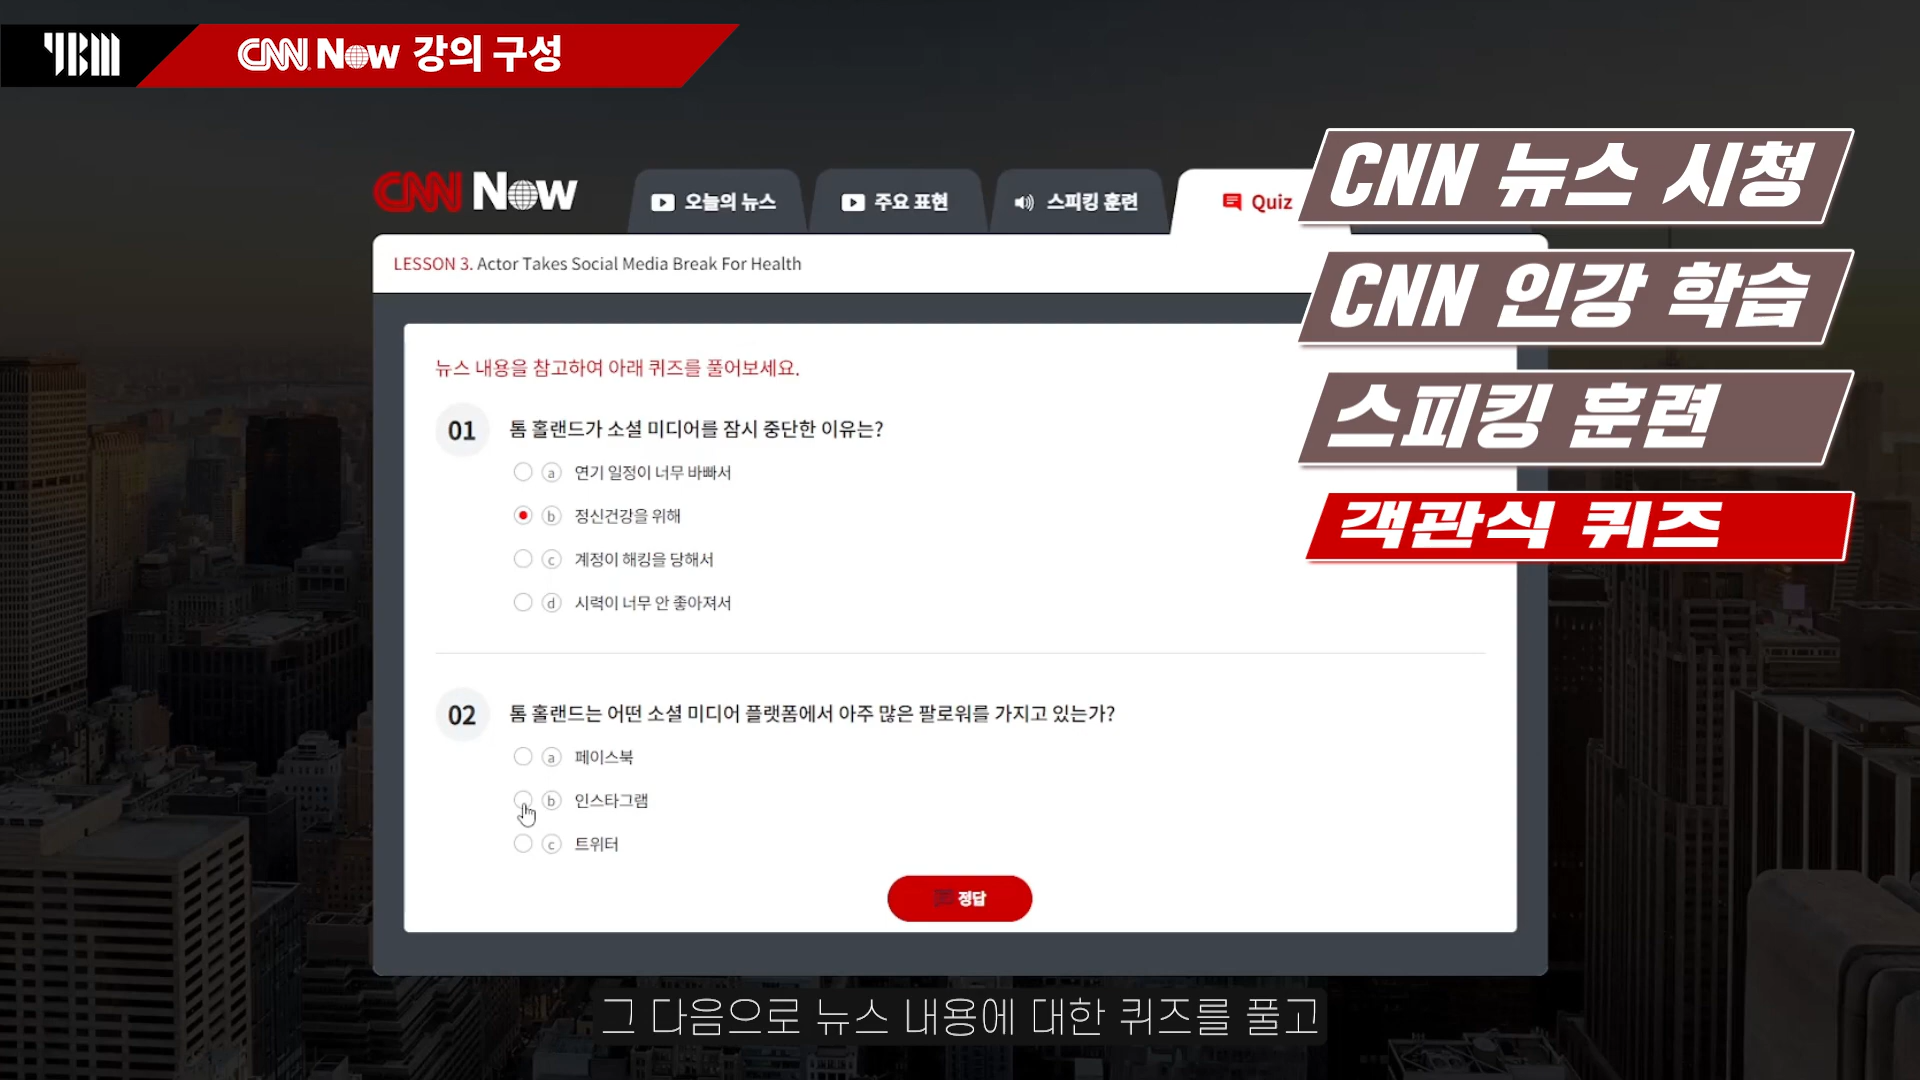 YBM
CNN Now 강의 구성
CNN Now
오늘의 뉴스
주요 표현
스피킹 훈련
Quiz
LESSON 3. Actor Takes Social Media Break For Health
뉴스 내용을 참고하여 아래 퀴즈를 풀어보세요.
01 톰 홀랜드가 소셜 미디어를 잠시 중단한 이유는?
a 연기 일정이 너무 바빠서
b 정신건강을 위해
c 계정이 해킹을 당해서
d 시력이 너무 안 좋아져서
02 톰 홀랜드는 어떤 소셜 미디어 플랫폼에서 아주 많은 팔로워를 가지고 있는가?
a 페이스북
b 인스타그램
c 트위터
정답
CNN 뉴스 시청
CNN 인강 학습
스피킹 훈련
객관식 퀴즈
그 다음으로 뉴스 내용에 대한 퀴즈를 풀고